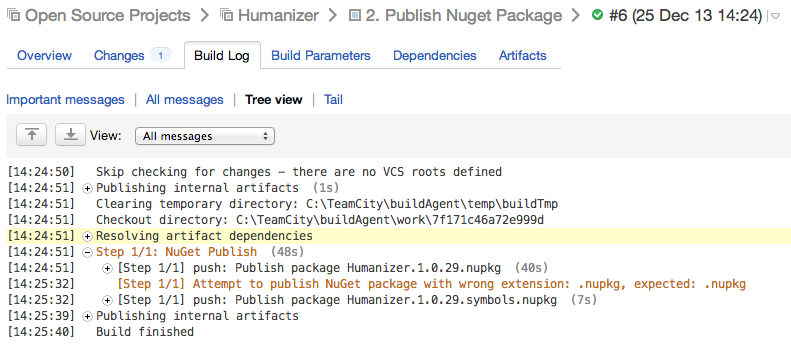 Open Source Projects > Humanizer > 2. Publish Nuget Package > #6 (25 Dec 13 14:24)
Overview Changes 1 Build Log Build Parameters Dependencies Artifacts
Important messages | All messages | Tree view | Tail
View: All messages
[14:24:50] Skip checking for changes - there are no VCS roots defined
[14:24:51] Publishing internal artifacts (1s)
[14:24:51] Clearing temporary directory: C:\TeamCity\buildAgent\temp\buildTmp
[14:24:51] Checkout directory: C:\TeamCity\buildAgent\work\7f171c46a72e999d
[14:24:51] Resolving artifact dependencies
[14:24:51] Step 1/1: NuGet Publish (48s)
[14:24:51] [Step 1/1] push: Publish package Humanizer.1.0.29.nupkg (40s)
[14:25:32] [Step 1/1] Attempt to publish NuGet package with wrong extension: .nupkg, expected: .nupkg
[14:25:32] [Step 1/1] push: Publish package Humanizer.1.0.29.symbols.nupkg (7s)
[14:25:39] Publishing internal artifacts
[14:25:40] Build finished